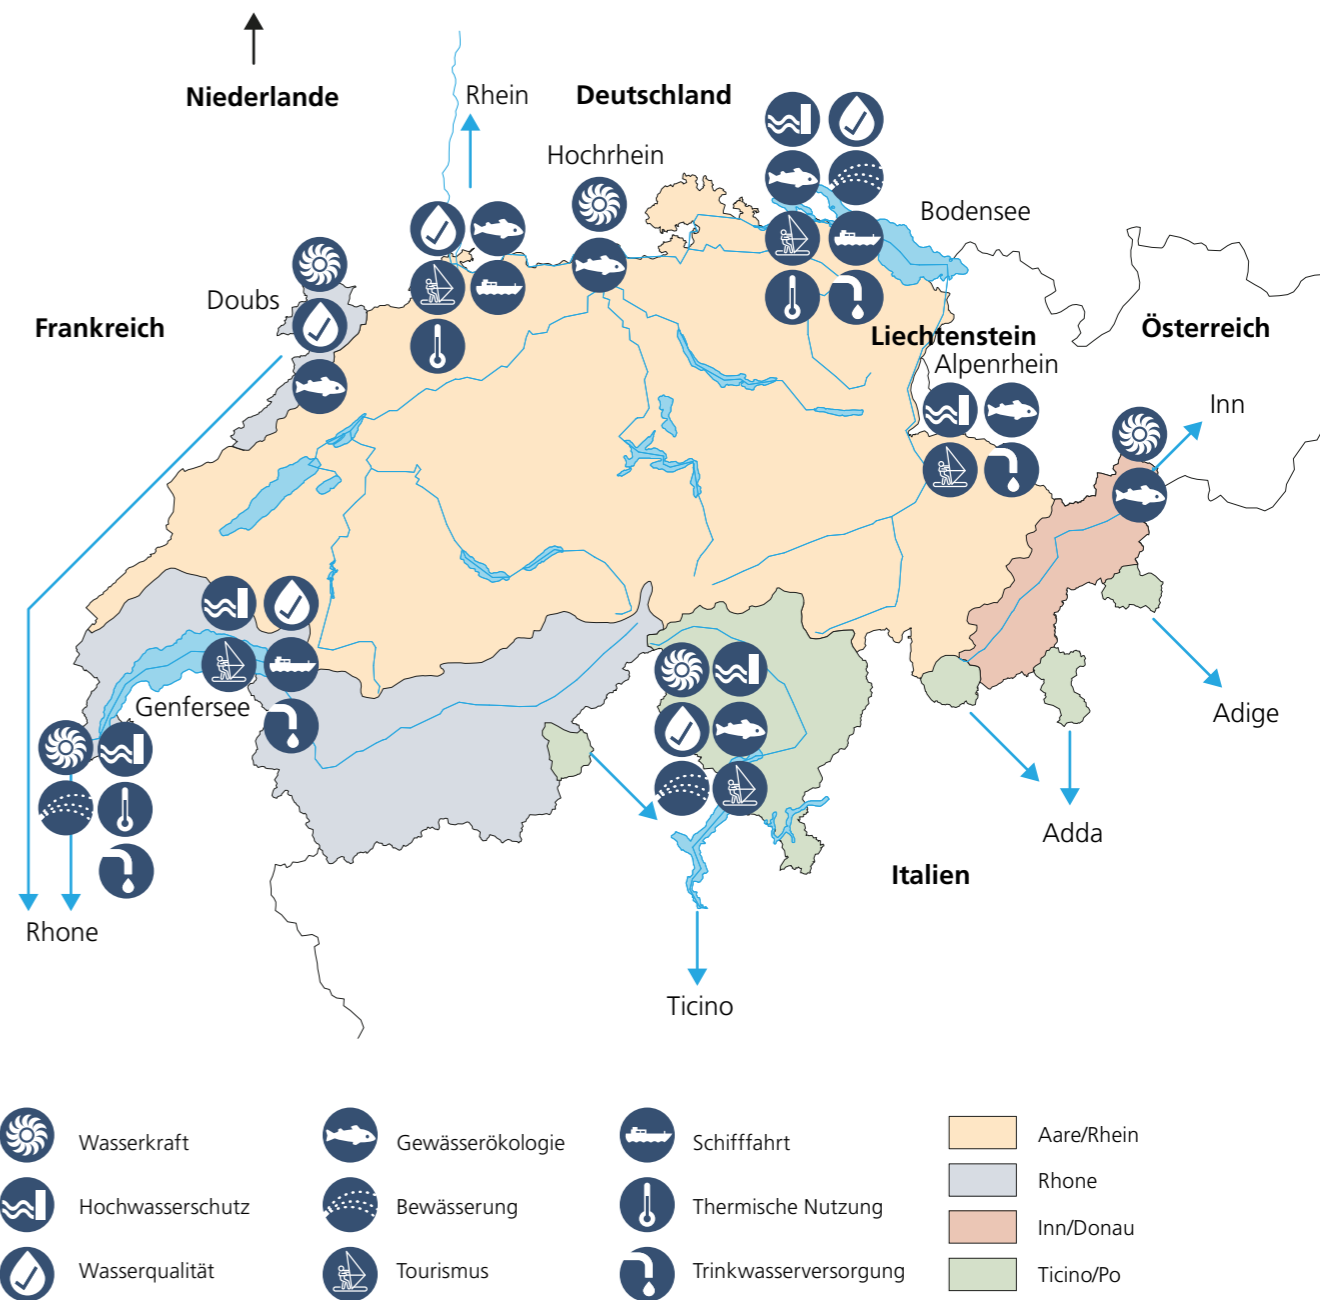 Niederlande
Rhein
Deutschland
Hochrhein
Bodensee
Doubs
Frankreich
Liechtenstein
Österreich
Alpenrhein
Inn
Genfersee
Adige
Adda
Italien
Rhone
Ticino
Wasserkraft
Gewässerökologie
Schifffahrt
Aare/Rhein
Rhone
Hochwasserschutz
Bewässerung
Thermische Nutzung
Inn/Donau
Wasserqualität
Tourismus
Trinkwasserversorgung
Ticino/Po